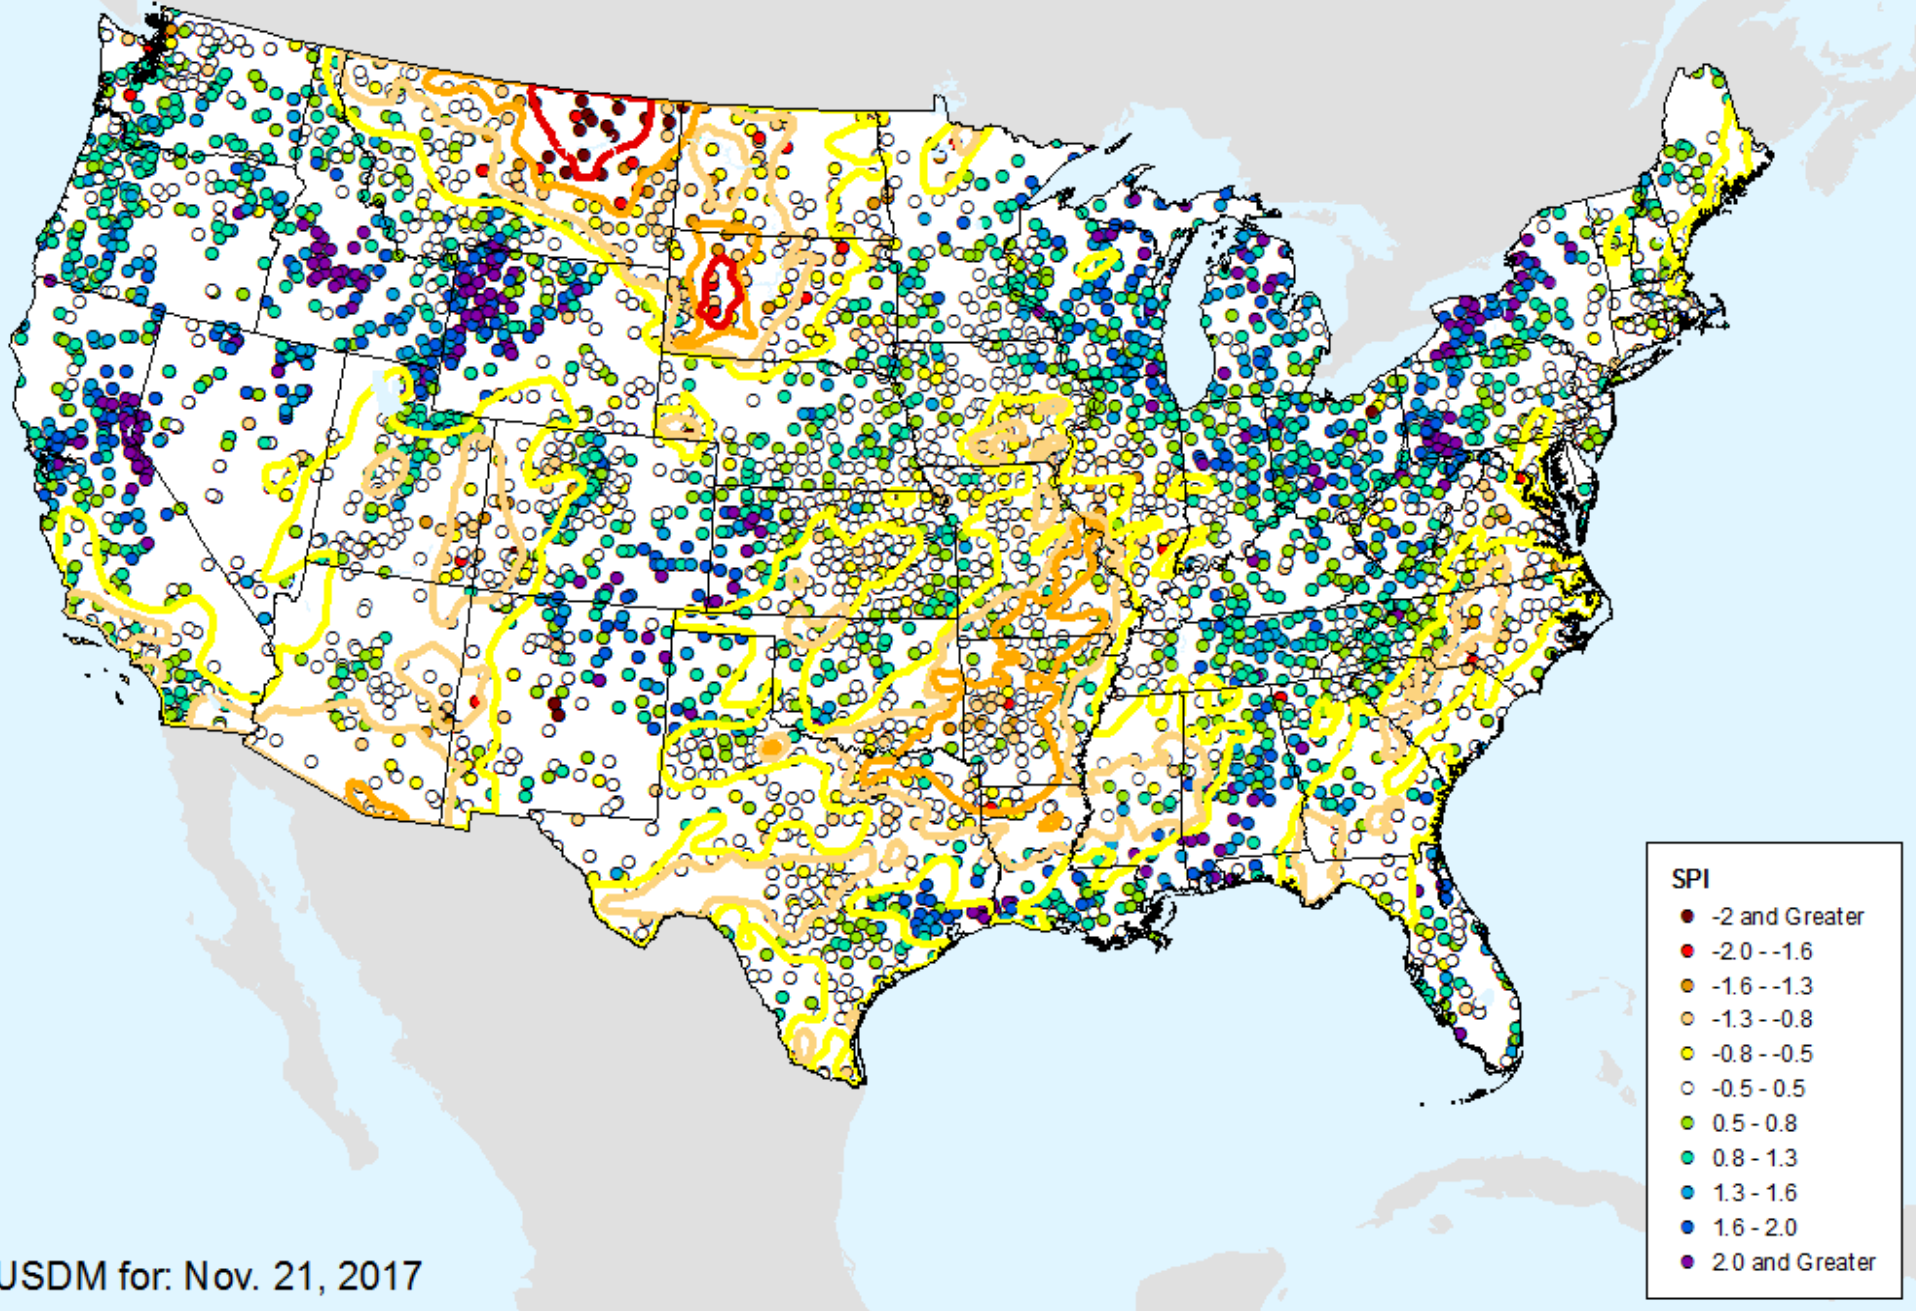 SPI
-2 and Greater
-2.0 - -1.6
-1.6 - -1.3
-1.3 - -0.8
-0.8 - -0.5
-0.5 - 0.5
0.5 - 0.8
0.8 - 1.3
1.3 - 1.6
1.6 - 2.0
2.0 and Greater
USDM for: Nov. 21, 2017